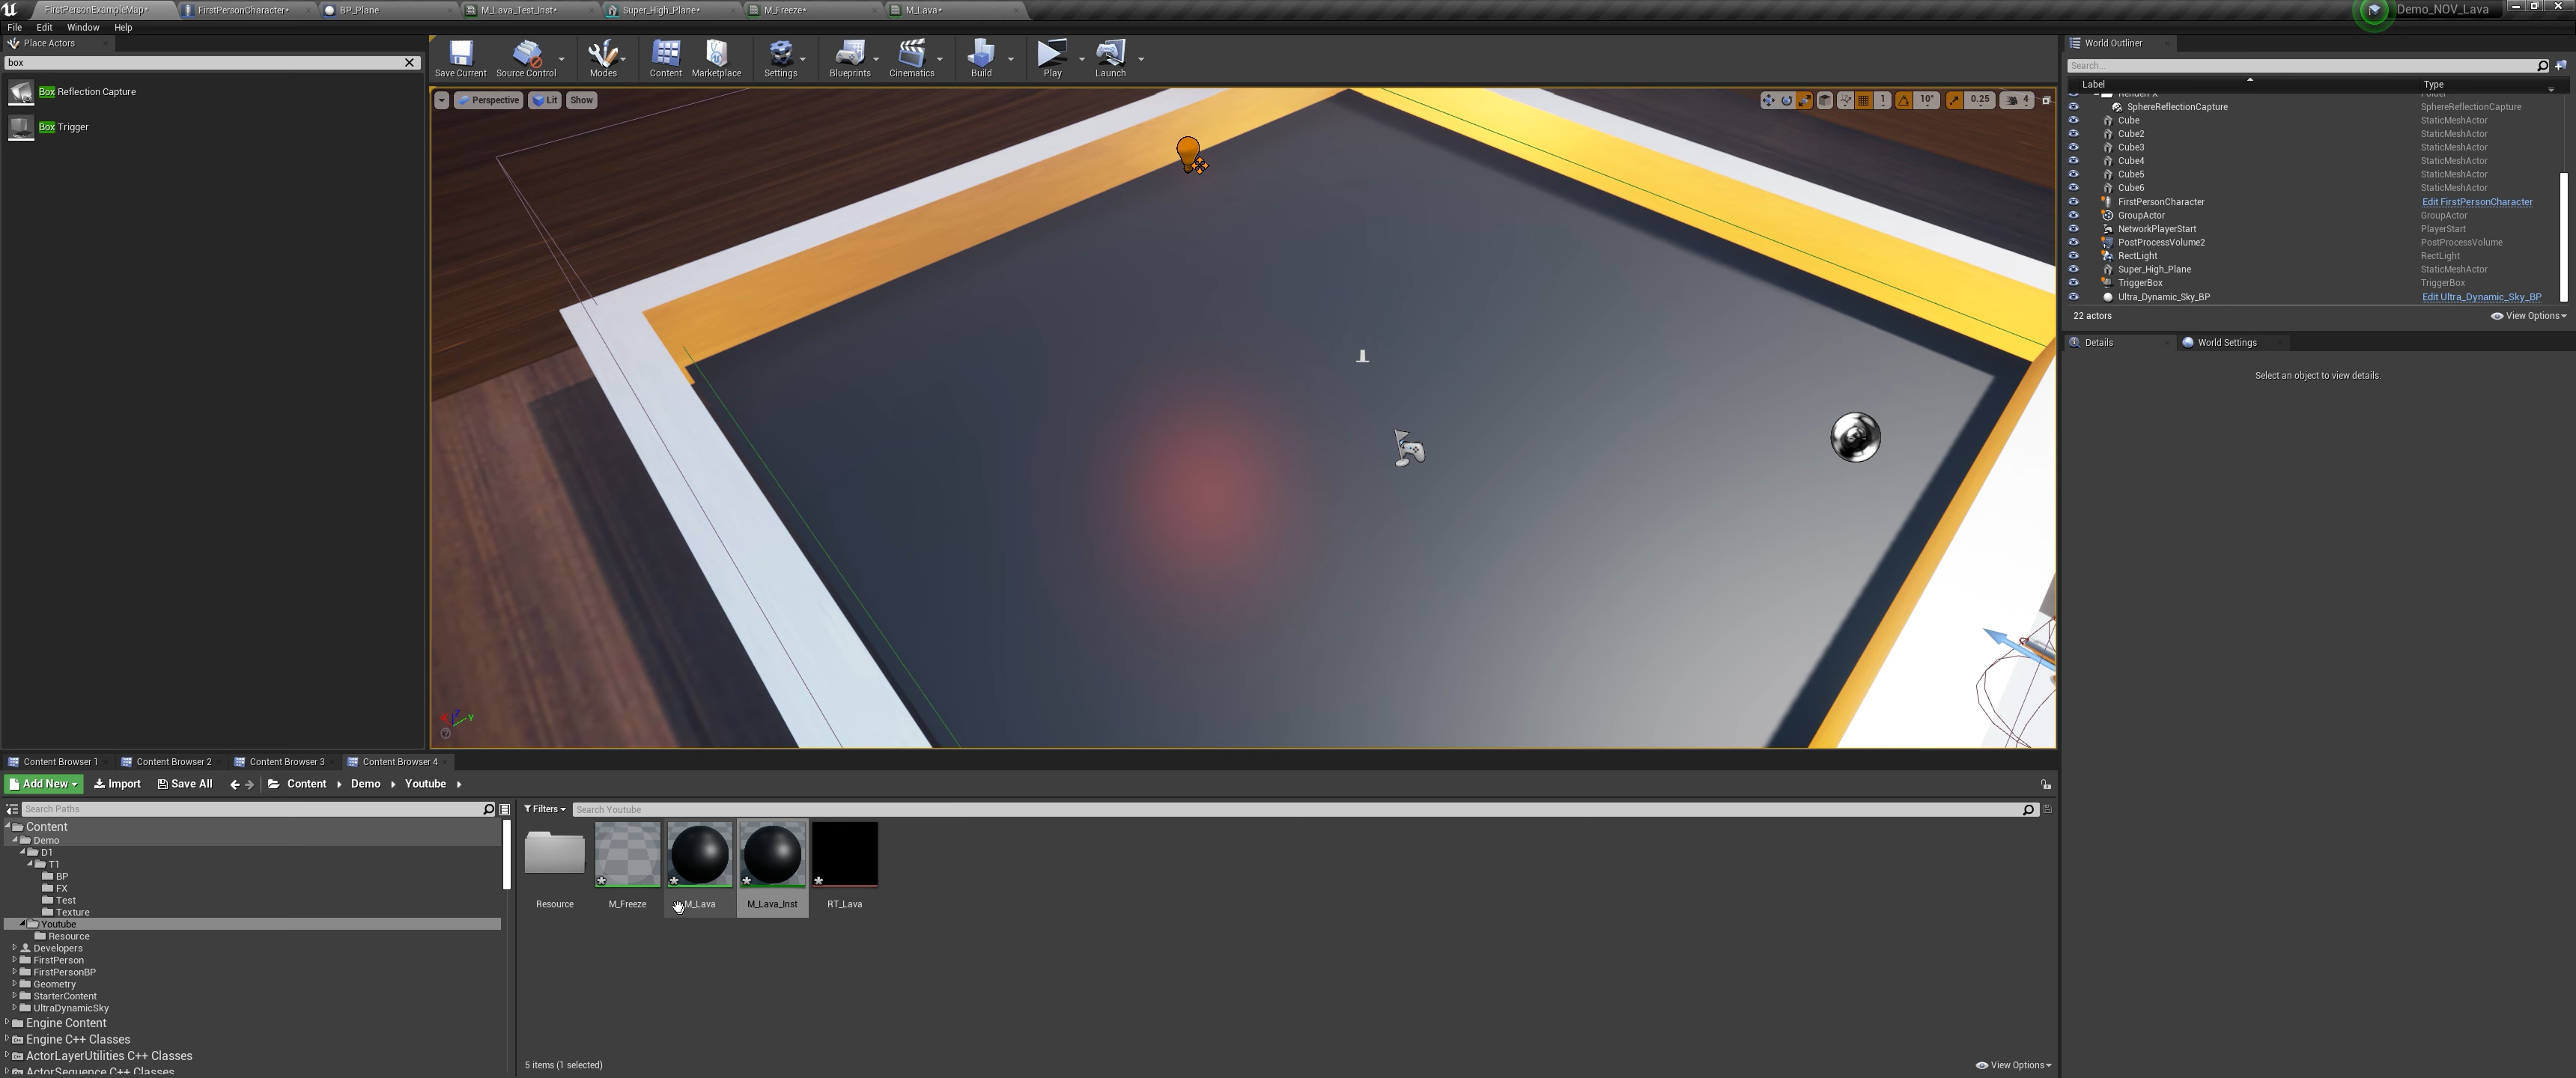 FirstPersonExampleMap*
FirstPersonCharacter*
BP_Plane
M_Lava_Test_Inst*
Super_High_Plane*
M_Freeze*
M_Lava*
Demo_NOV_Lava
File Edit Window Help
Place Actors
box
Box Reflection Capture
Box Trigger
Save Current
Source Control
Modes
Content
Marketplace
Settings
Blueprints
Cinematics
Build
Play
Launch
Perspective
Lit
Show
1
10°
0.25
4
Y
World Outliner
Search...
Label Type
SphereReflectionCapture SphereReflectionCapture
Cube StaticMeshActor
Cube2 StaticMeshActor
Cube3 StaticMeshActor
Cube4 StaticMeshActor
Cube5 StaticMeshActor
Cube6 StaticMeshActor
FirstPersonCharacter Edit FirstPersonCharacter
GroupActor GroupActor
NetworkPlayerStart PlayerStart
PostProcessVolume2 PostProcessVolume
RectLight RectLight
Super_High_Plane StaticMeshActor
TriggerBox TriggerBox
Ultra_Dynamic_Sky_BP Edit Ultra_Dynamic_Sky_BP
22 actors
View Options
Details
World Settings
Select an object to view details.
Content Browser 1
Content Browser 2
Content Browser 3
Content Browser 4
Add New
Import
Save All
Content
Demo
Youtube
Search Paths
Filters
Search Youtube
Content
Demo
D1
T1
BP
FX
Test
Texture
Youtube
Resource
Developers
FirstPerson
FirstPersonBP
Geometry
StarterContent
UltraDynamicSky
Engine Content
Engine C++ Classes
ActorLayerUtilities C++ Classes
ActorSequence C++ Classes
Resource
M_Freeze
M_Lava
M_Lava_Inst
RT_Lava
5 items (1 selected)
View Options